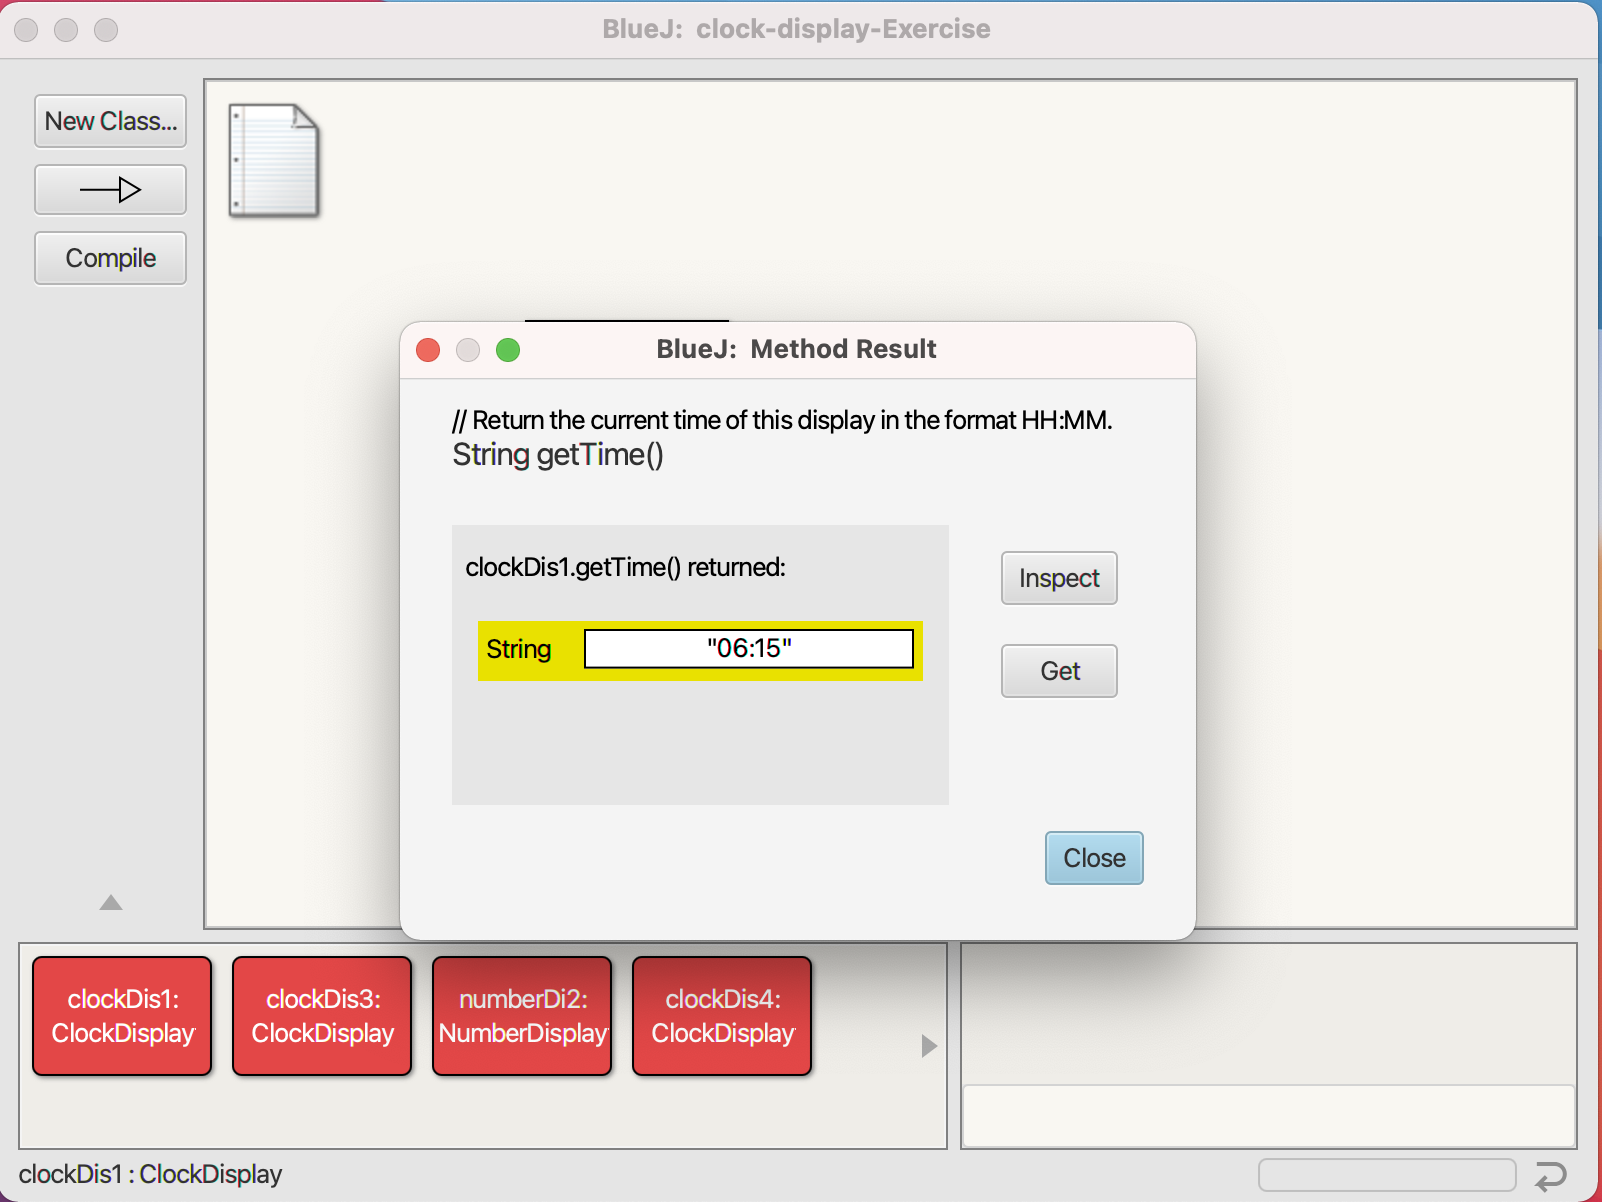 BlueJ:  clock-display-Exercise
New Class...
Compile
BlueJ:  Method Result
// Return the current time of this display in the format HH:MM.
String getTime()
clockDis1.getTime() returned:
String "06:15"
Inspect
Get
Close
clockDis1:
ClockDisplay
clockDis3:
ClockDisplay
numberDi2:
NumberDisplay
clockDis4:
ClockDisplay
clockDis1 : ClockDisplay